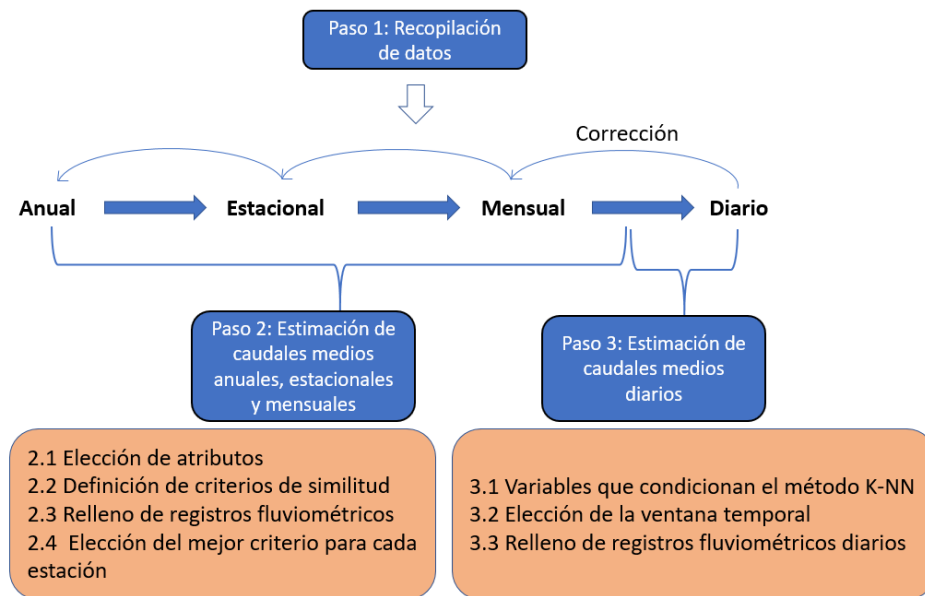 Paso 1: Recopilación
de datos
Corrección
Anual
Estacional
Mensual
Diario
Paso 2: Estimación de
caudales medios
anuales, estacionales
y mensuales
Paso 3: Estimación de
caudales medios
diarios
2.1 Elección de atributos
2.2 Definición de criterios de similitud
2.3 Relleno de registros fluviométricos
2.4 Elección del mejor criterio para cada
estación
3.1 Variables que condicionan el método K-NN
3.2 Elección de la ventana temporal
3.3 Relleno de registros fluviométricos diarios